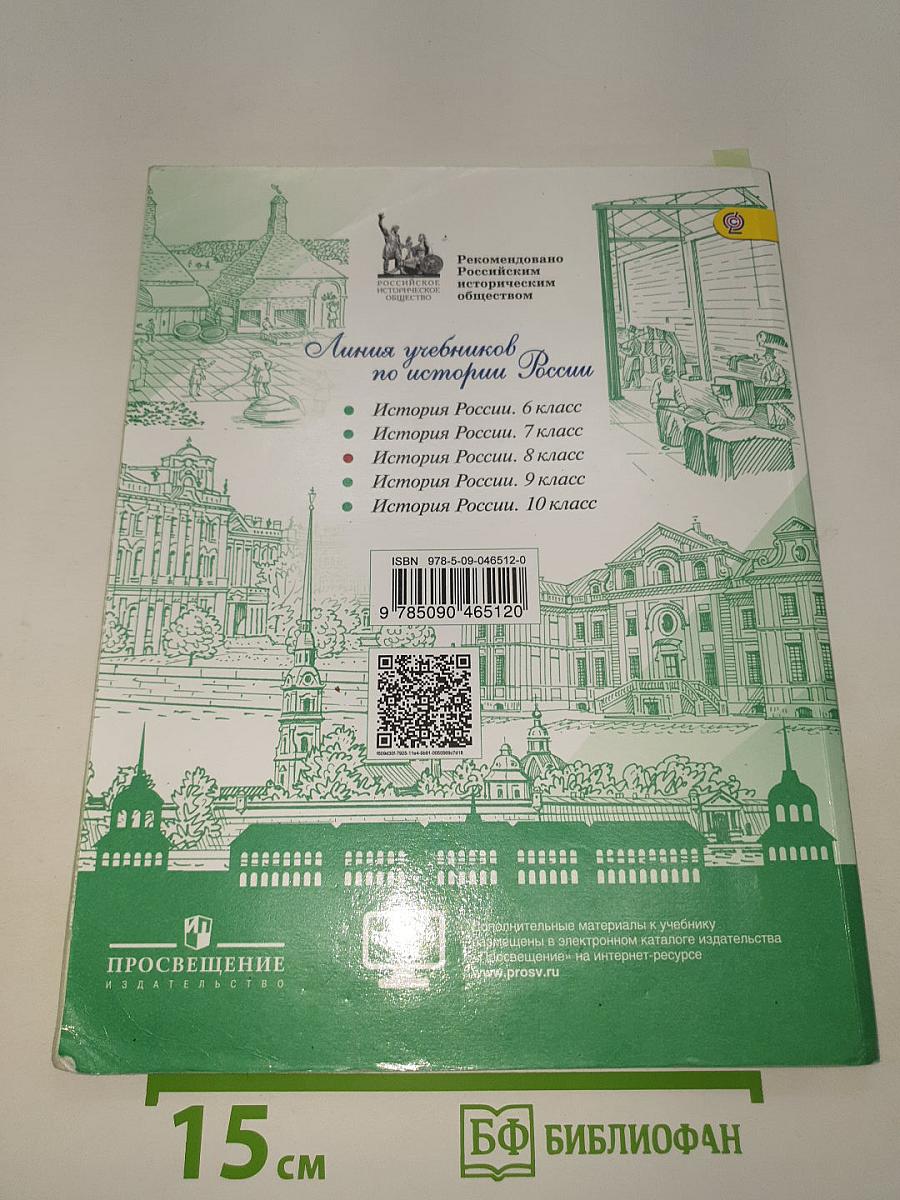 РОССИЙСКОЕ
ИСТОРИЧЕСКОЕ
ОБЩЕСТВО
Рекомендовано
Российским
историческим
обществом
Линия учебников
по истории России
История России. 6 класс
История России. 7 класс
История России. 8 класс
История России. 9 класс
История России. 10 класс
ISBN 978-5-09-046512-0
9 785090 465120
ПРОСВЕЩЕНИЕ
ИЗДАТЕЛЬСТВО
Дополнительные материалы к учебнику
размещены в электронном каталоге издательства
«Просвещение» на интернет-ресурсе
www.prosv.ru
15 см
БФ БИБЛИОФАН